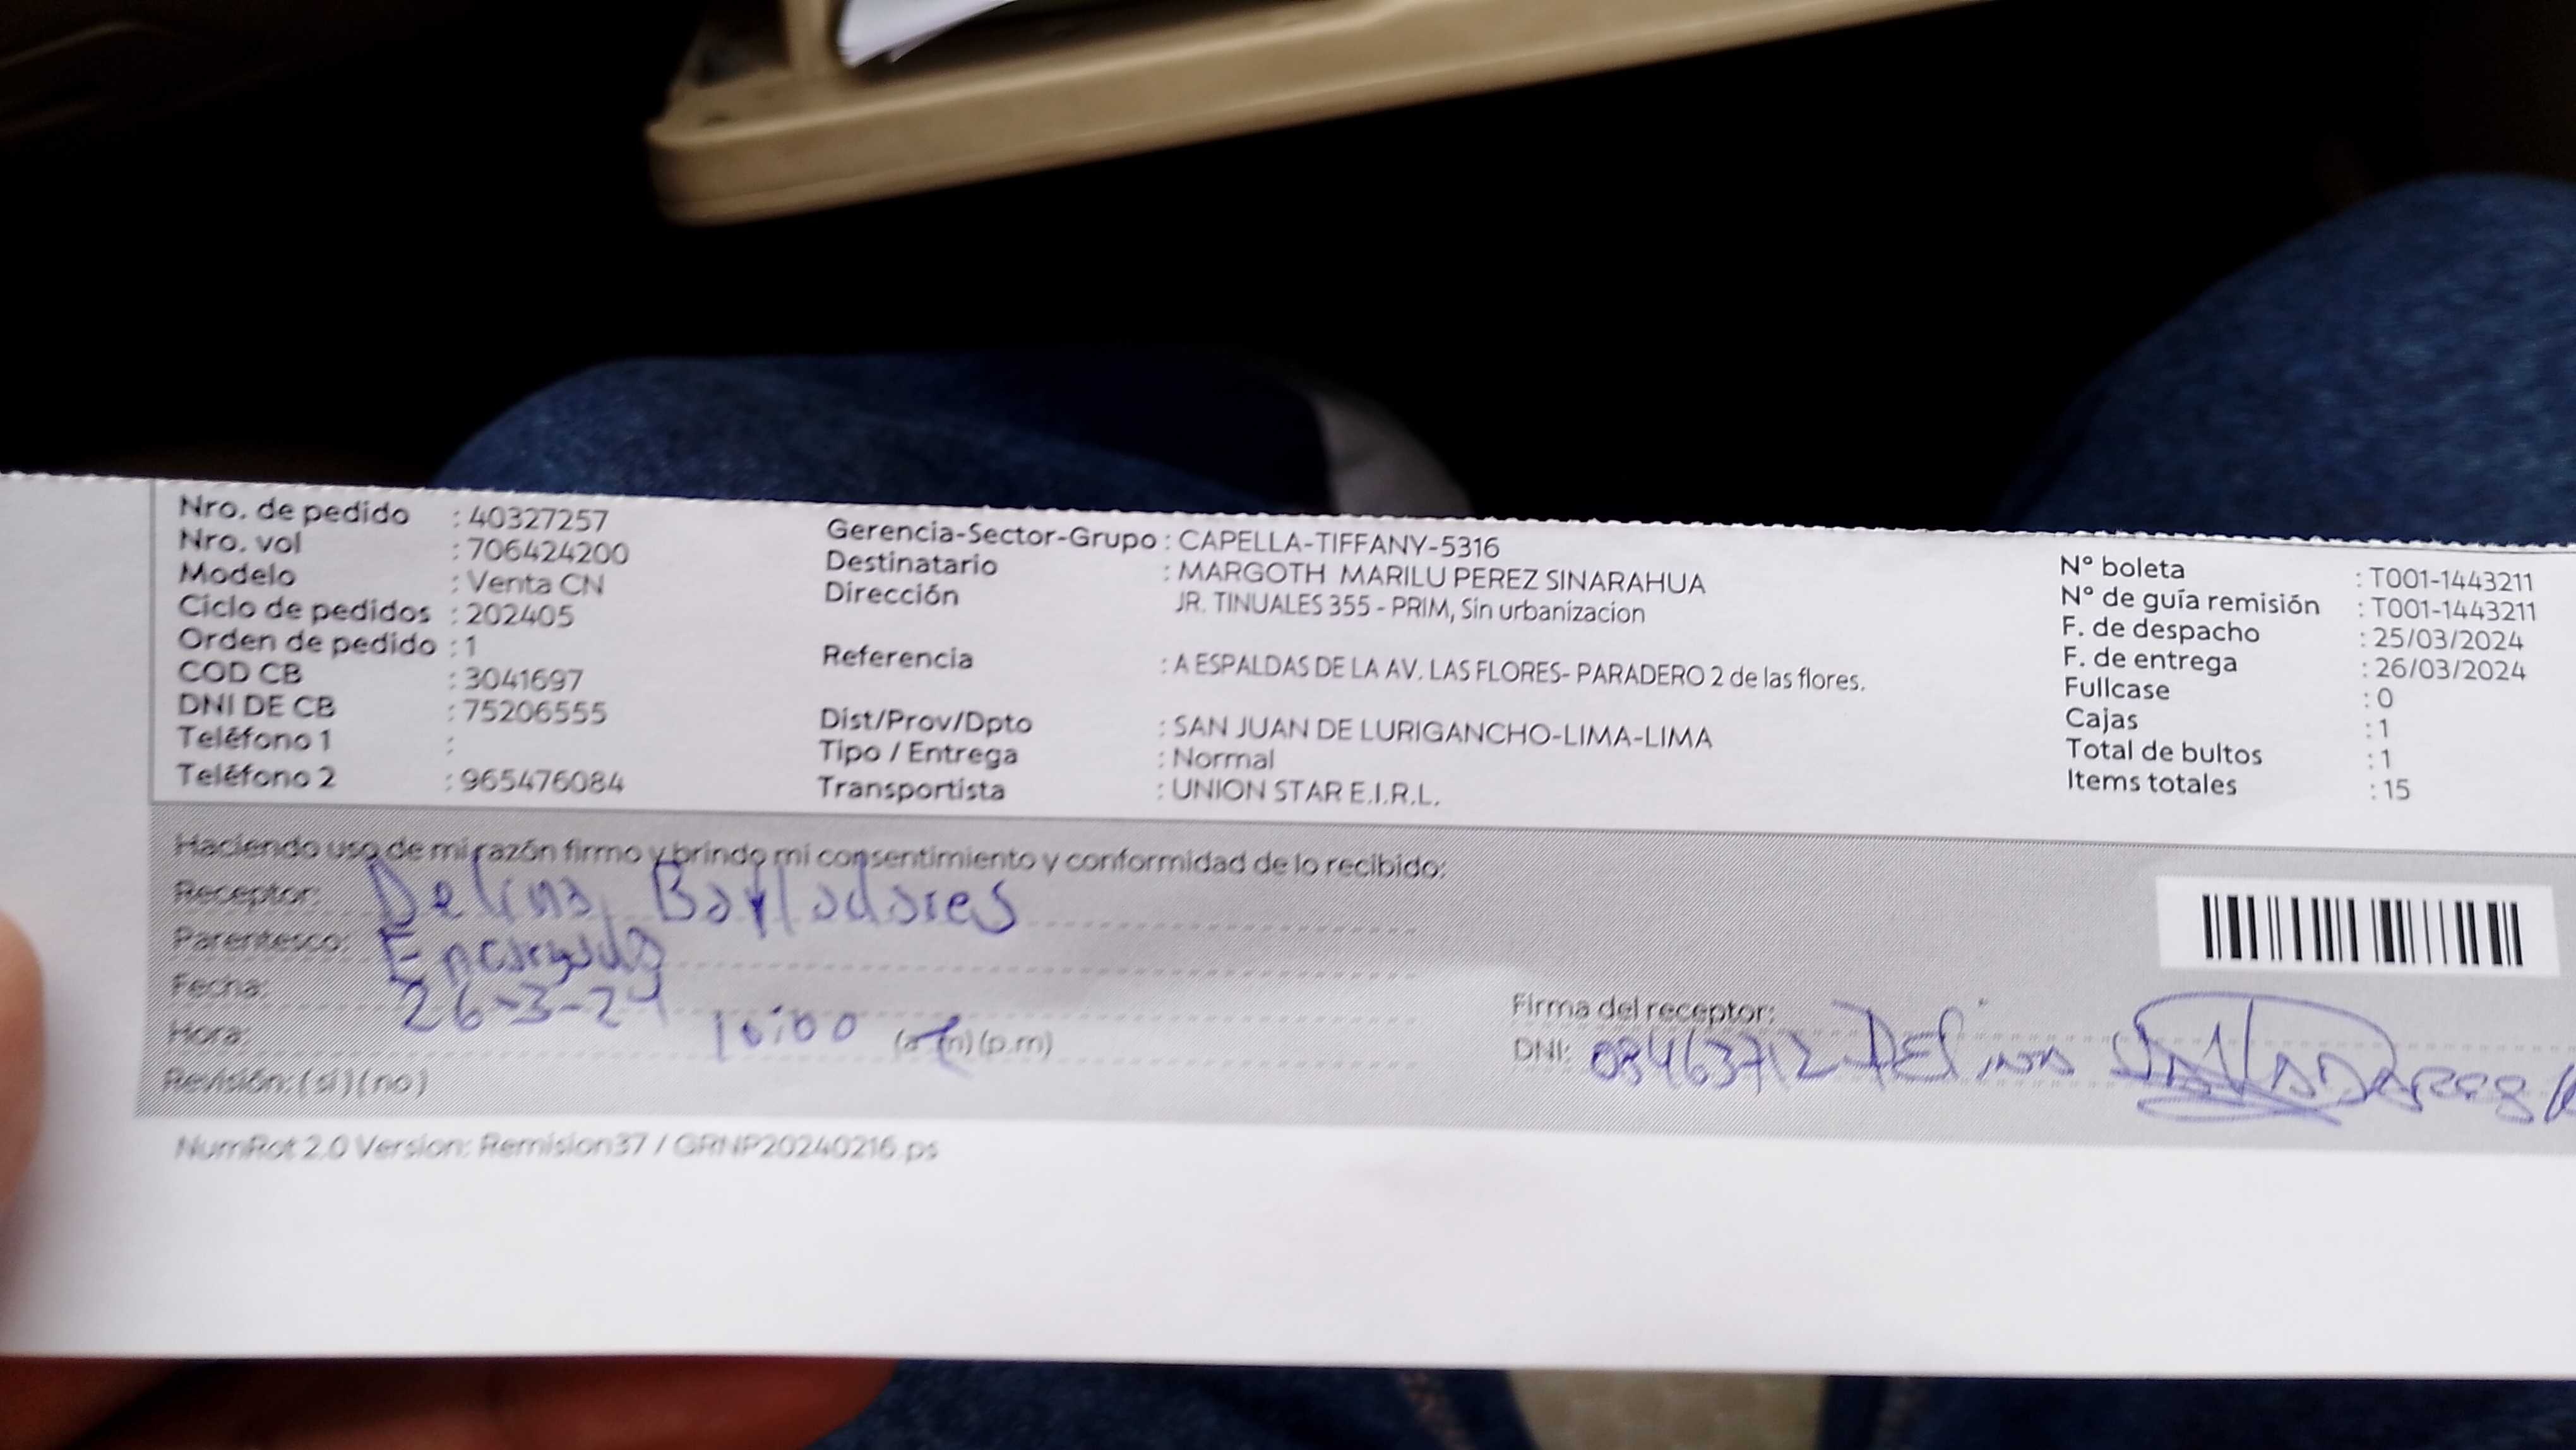 Nro. de pedido : 40327257
Nro. vol : 706424200
Modelo : Venta CN
Ciclo de pedidos : 202405
Orden de pedido : 1
COD CB : 3041697
DNI DE CB : 75206555
Teléfono 1 :
Teléfono 2 : 965476084
Gerencia-Sector-Grupo : CAPELLA-TIFFANY-5316
Destinatario : MARGOTH MARILU PEREZ SINARAHUA
Dirección JR. TINUALES 355 - PRIM, Sin urbanizacion
Referencia : A ESPALDAS DE LA AV. LAS FLORES- PARADERO 2 de las flores.
Dist/Prov/Dpto : SAN JUAN DE LURIGANCHO-LIMA-LIMA
Tipo / Entrega : Normal
Transportista : UNION STAR E.I.R.L.
N° boleta : T001-1443211
N° de guía remisión : T001-1443211
F. de despacho : 25/03/2024
F. de entrega : 26/03/2024
Fullcase : 0
Cajas : 1
Total de bultos : 1
Items totales : 15
Haciendo uso de mi razón firmo y brindo mi consentimiento y conformidad de lo recibido:
Receptor: Delina
Parentesco: Encargada
Fecha: 26-3-24
Hora: 10:00 (a.m) (p.m)
Revisión: (si) (no)
Firma del receptor:
DNI: 08463712 DElina
NumRot 2.0 Version: Remision37 / GRNP20240216.ps